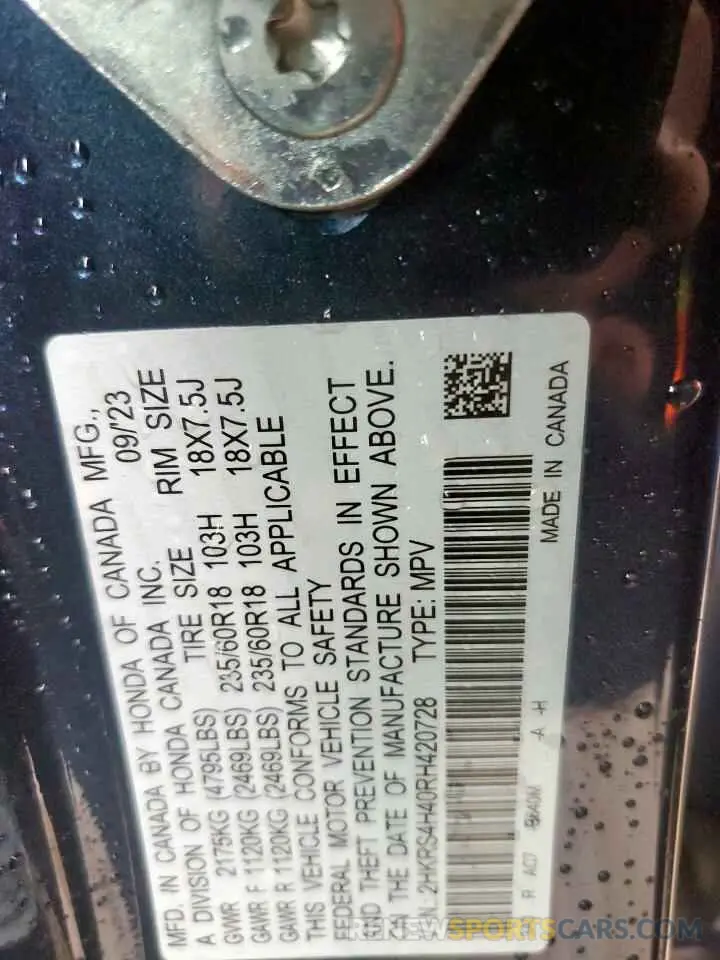 MFD. IN CANADA BY HONDA OF CANADA MFG.,
A DIVISION OF HONDA CANADA INC. 09/'23
TIRE SIZE RIM SIZE
GVWR 2175KG (4795LBS)
GAWR F 1120KG (2469LBS) 235/60R18 103H 18X7.5J
GAWR R 1120KG (2469LBS) 235/60R18 103H 18X7.5J
THIS VEHICLE CONFORMS TO ALL APPLICABLE
FEDERAL MOTOR VEHICLE SAFETY
AND THEFT PREVENTION STANDARDS IN EFFECT
ON THE DATE OF MANUFACTURE SHOWN ABOVE.
2HKRS4H40RH420728 TYPE: MPV
R AC7 -A -H
MADE IN CANADA
RENEWSPORTSCARS.COM